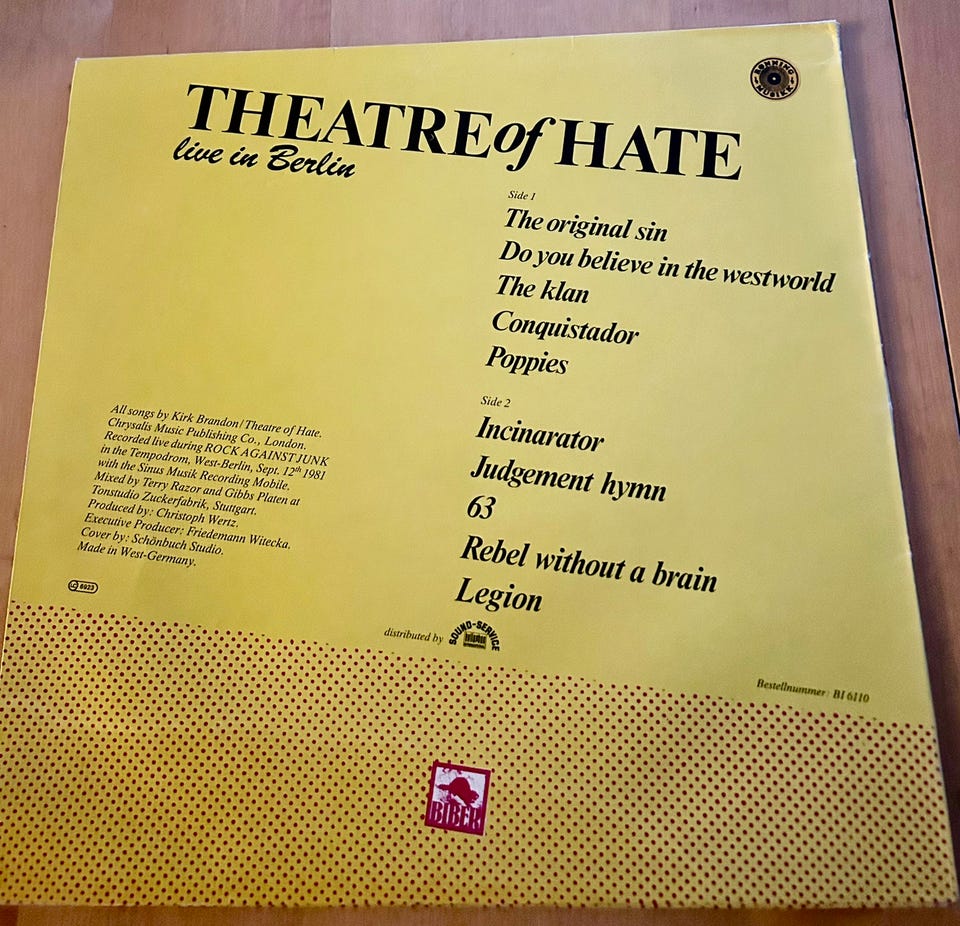 RØNNING
MUSIKK
THEATRE of HATE
live in Berlin
Side 1
The original sin
Do you believe in the westworld
The klan
Conquistador
Poppies
Side 2
Incinarator
Judgement hymn
63
Rebel without a brain
Legion
All songs by Kirk Brandon/Theatre of Hate.
Chrysalis Music Publishing Co., London.
Recorded live during ROCK AGAINST JUNK
in the Tempodrom, West-Berlin, Sept. 12th 1981
with the Sinus Musik Recording Mobile.
Mixed by Terry Razor and Gibbs Platen at
Tonstudio Zuckerfabrik, Stuttgart.
Produced by: Christoph Wertz.
Executive Producer: Friedemann Witecka.
Cover by: Schönbuch Studio.
Made in West-Germany.
LC 6823
distributed by SOUND-SERVICE
Bestellnummer: BI 6110
BIBER